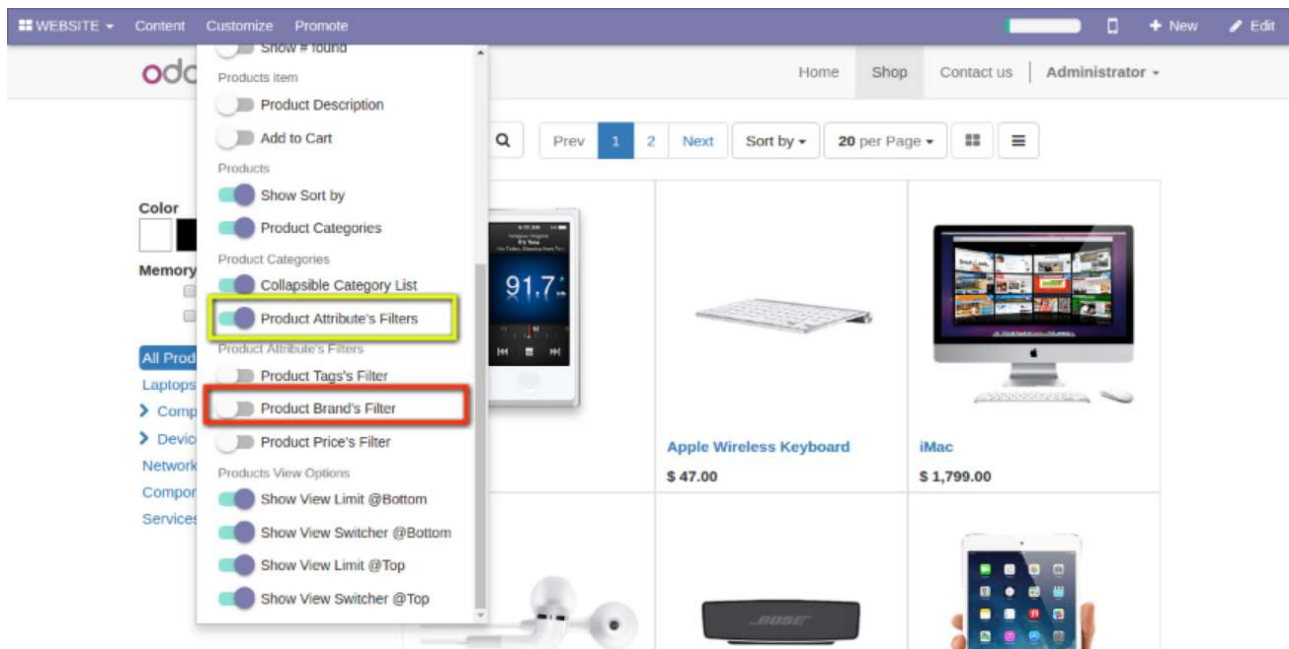 WEBSITE Content Customize Promote New Edit
Show # found
odo
Home Shop Contact us Administrator
Products item
Product Description
Add to Cart
Prev 1 2 Next Sort by 20 per Page
Products
Show Sort by
Product Categories
Color
Memory
Product Categories
Collapsible Category List
Product Attribute's Filters
Product Attribute's Filters
Product Tags's Filter
Product Brand's Filter
Product Price's Filter
Products View Options
Show View Limit @Bottom
Show View Switcher @Bottom
Show View Limit @Top
Show View Switcher @Top
All Prod
Laptops
Comp
Devic
Network
Compor
Services
91.7
Apple Wireless Keyboard
$ 47.00
iMac
$ 1,799.00
BOSE